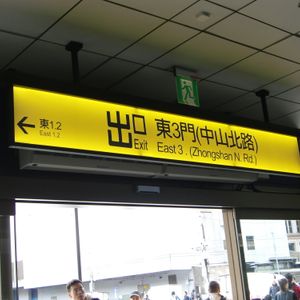 ← 東1.2
East 1.2
出口
Exit
東3門(中山北路)
East 3 . (Zhongshan N. Rd.)